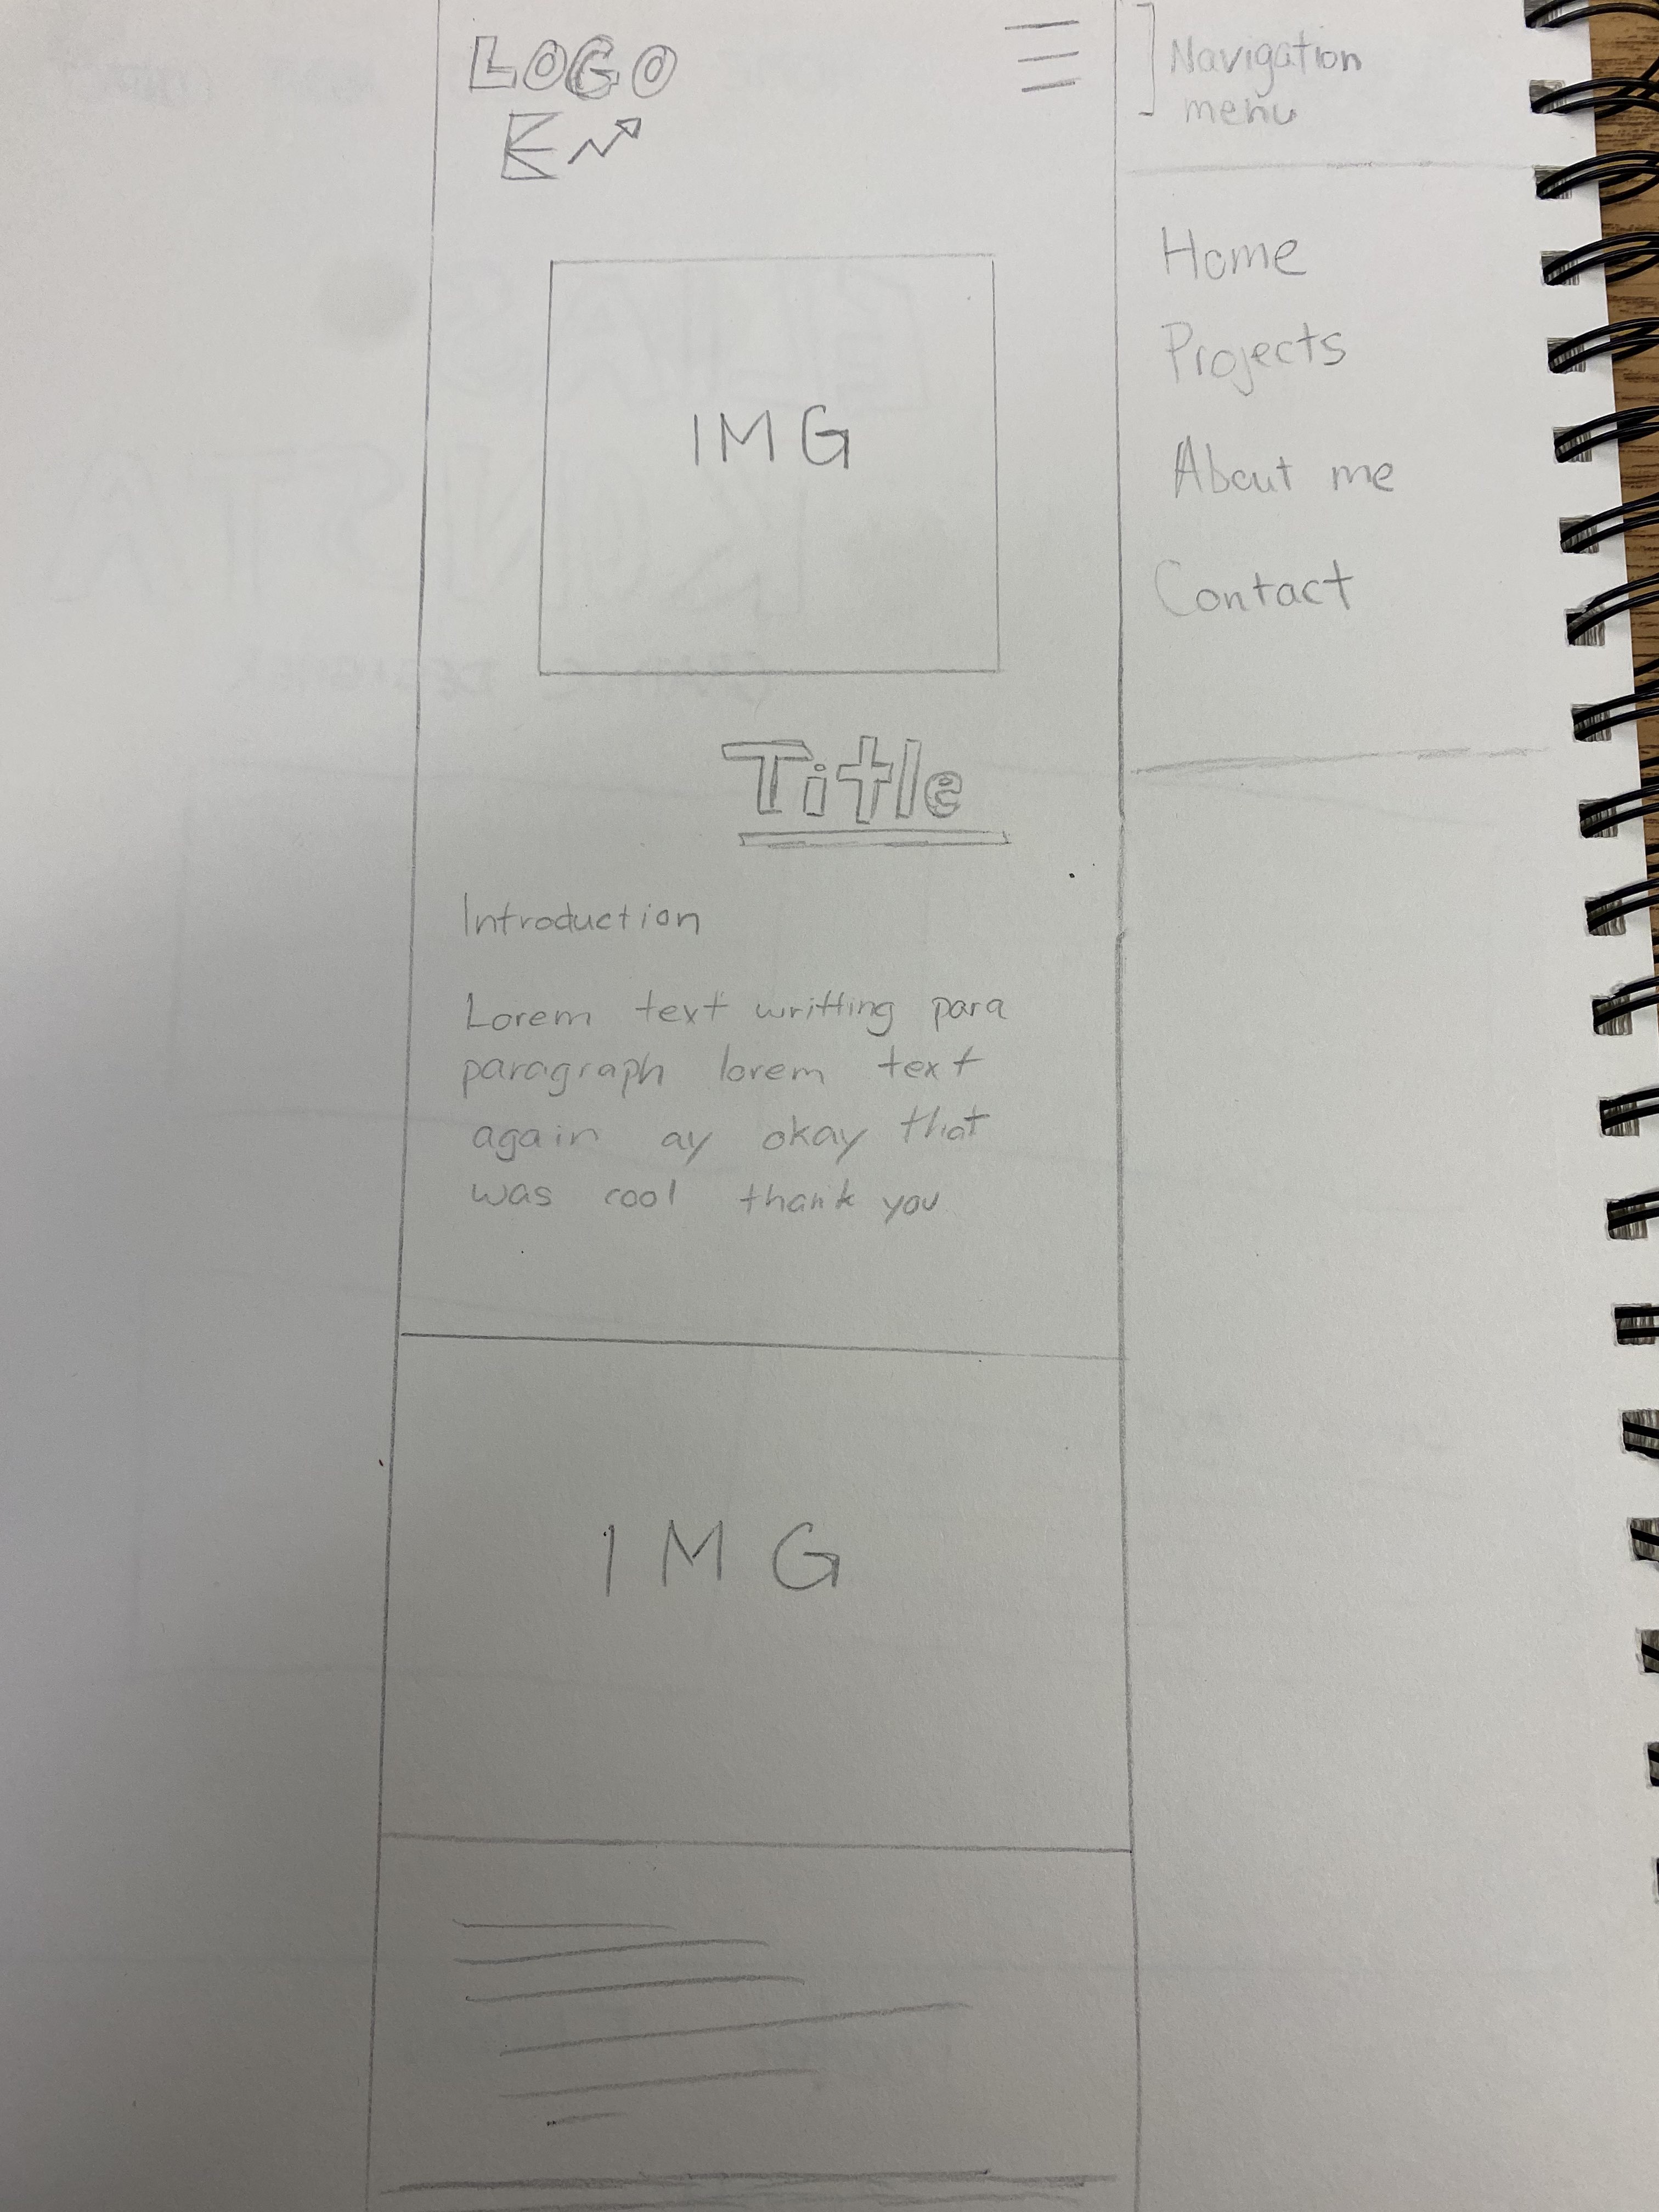 LOGO
E
Navigation
menu
Home
Projects
About me
Contact
IMG
Title
Introduction
Lorem text writting para
paragraph lorem text
again ay okay that
was cool thank you
IMG